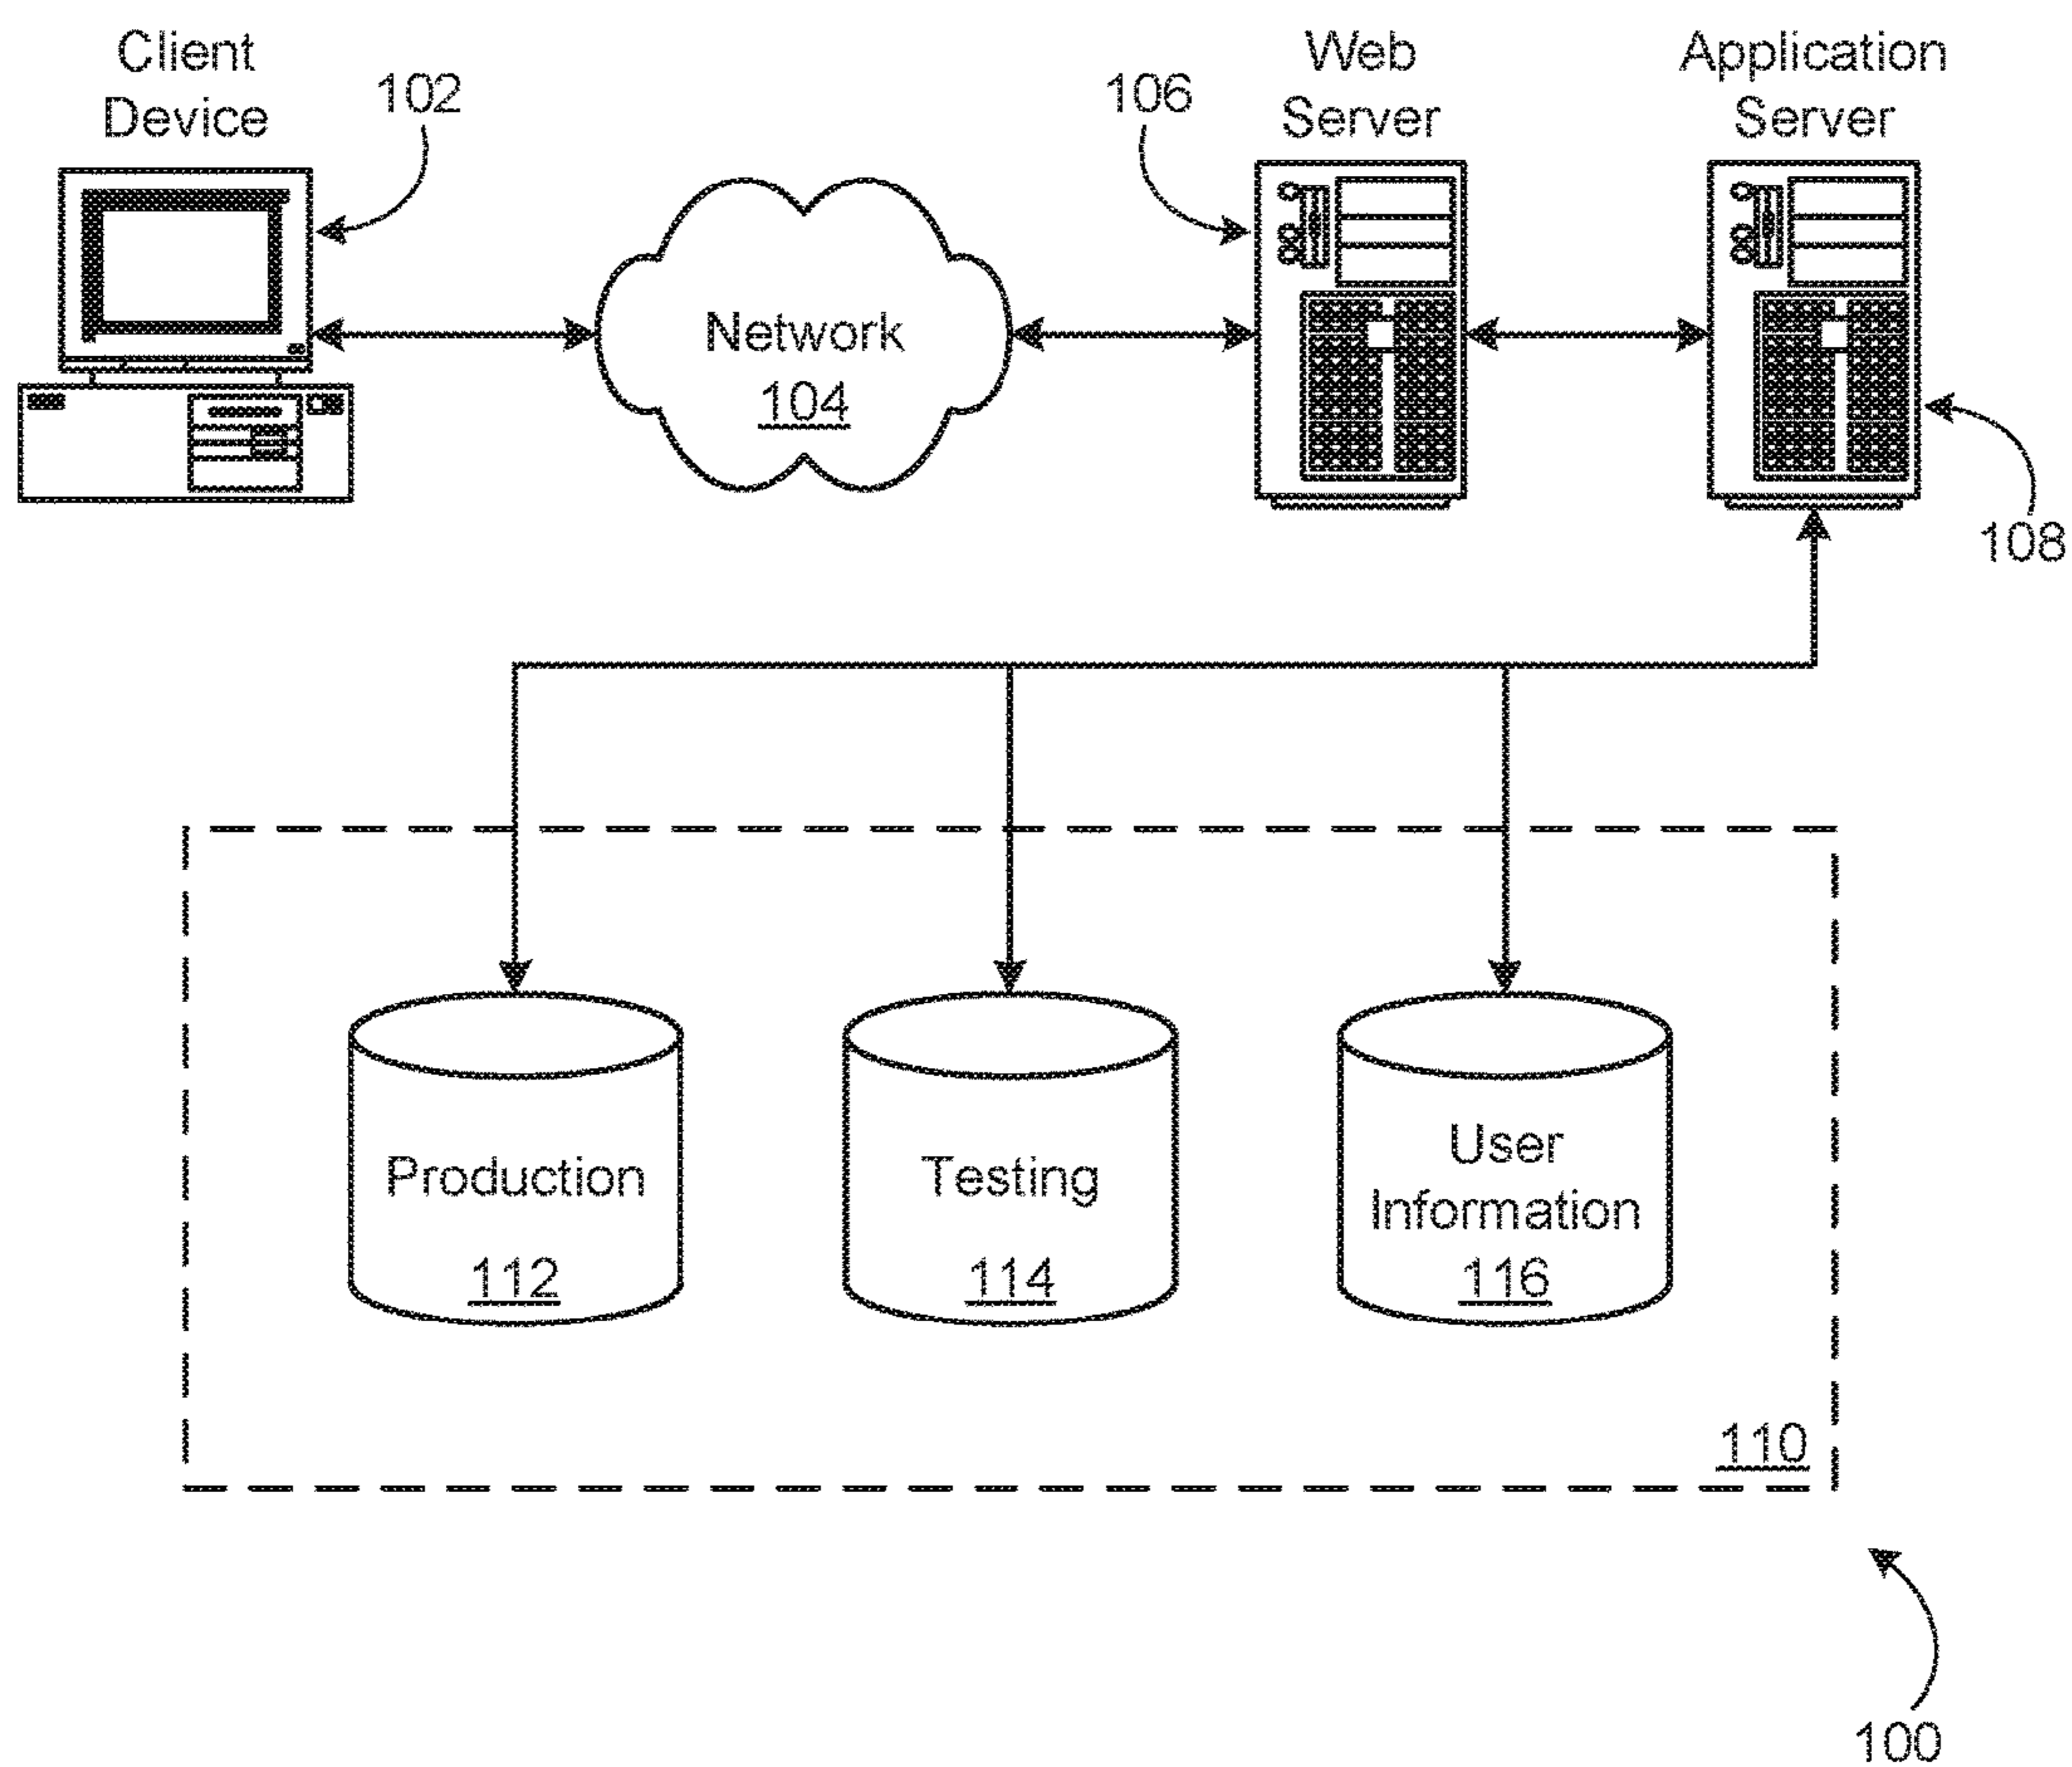 Client
Device
102
106
Web
Server
Application
Server
Network
104
108
Production
112
Testing
114
User
Information
116
110
100